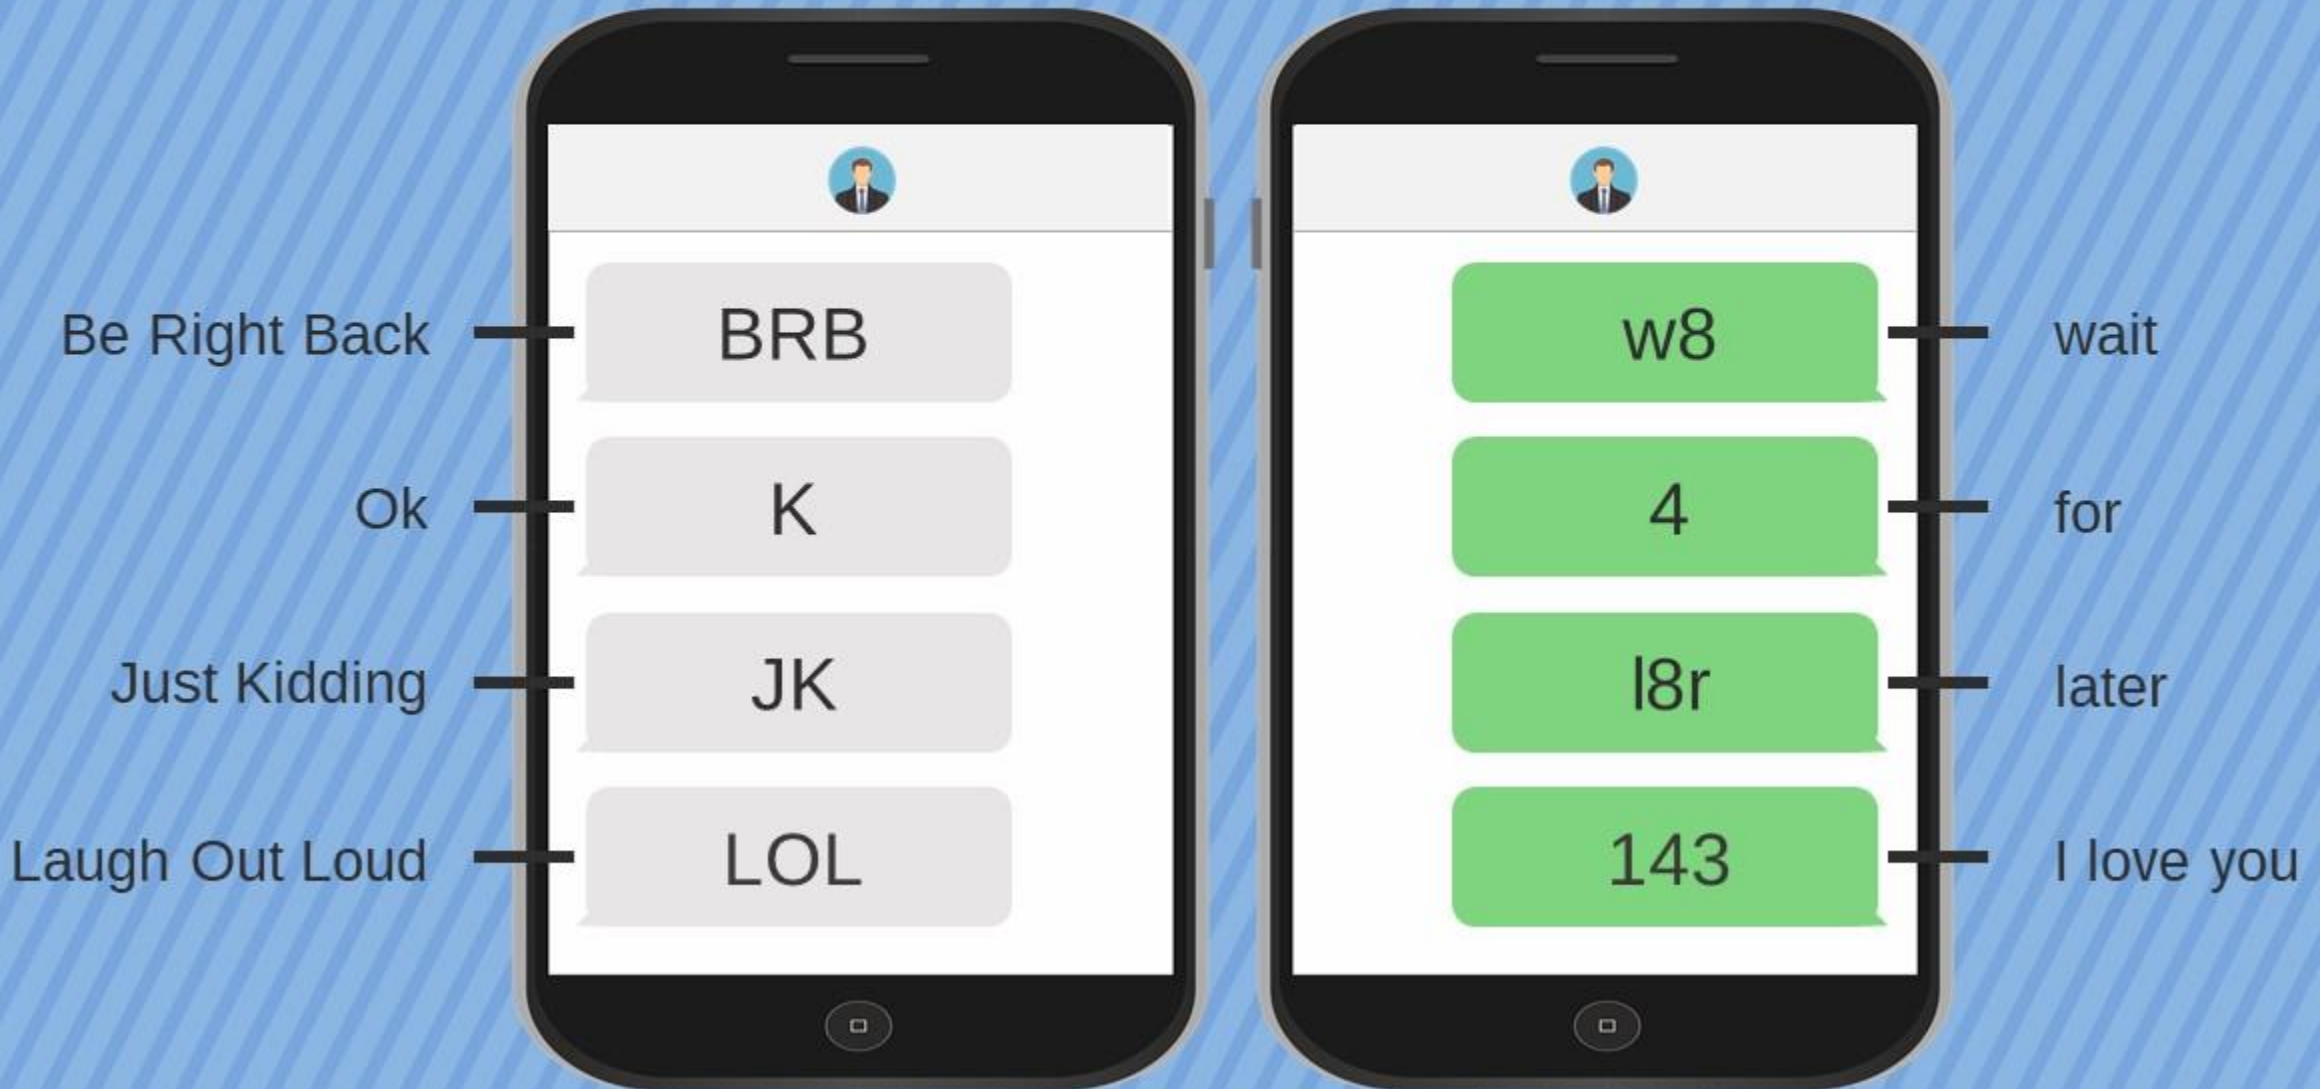 Be Right Back BRB w8 wait
Ok K 4 for
Just Kidding JK l8r later
Laugh Out Loud LOL 143 I love you